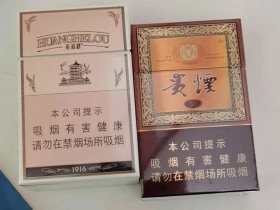 HUANGHELOU
黄鹤楼
本公司提示
吸烟有害健康
请勿在禁烟场所吸烟
1916
贵烟
本公司提示
吸烟有害健康
请勿在禁烟场所吸烟